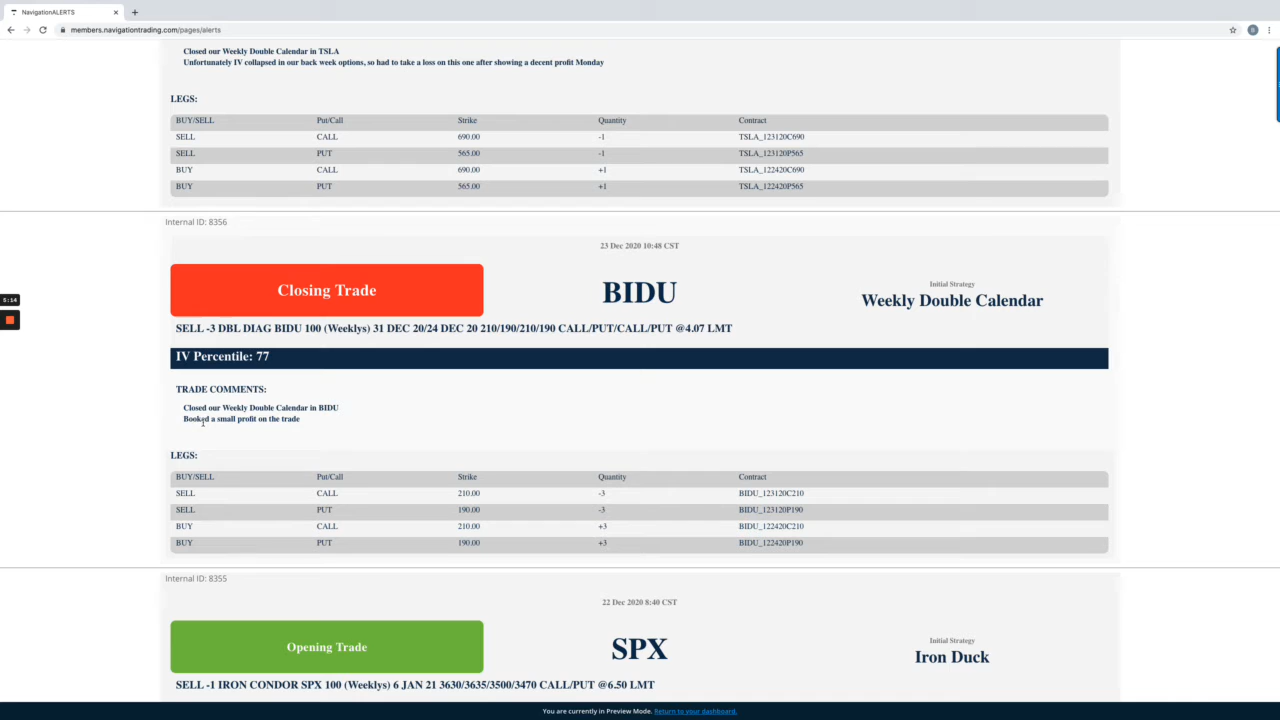 NavigationALERTS
members.navigationtrading.com/pages/alerts
Closed our Weekly Double Calendar in TSLA
Unfortunately IV collapsed in our back week options, so had to take a loss on this one after showing a decent profit Monday
LEGS:
BUY/SELL Put/Call Strike Quantity Contract
SELL CALL 690.00 -1 TSLA_123120C690
SELL PUT 565.00 -1 TSLA_123120P565
BUY CALL 690.00 +1 TSLA_122420C690
BUY PUT 565.00 +1 TSLA_122420P565
Internal ID: 8356
23 Dec 2020 10:48 CST
Closing Trade BIDU Initial Strategy
Weekly Double Calendar
5:14
SELL -3 DBL DIAG BIDU 100 (Weeklys) 31 DEC 20/24 DEC 20 210/190/210/190 CALL/PUT/CALL/PUT @4.07 LMT
IV Percentile: 77
TRADE COMMENTS:
Closed our Weekly Double Calendar in BIDU
Booked a small profit on the trade
LEGS:
BUY/SELL Put/Call Strike Quantity Contract
SELL CALL 210.00 -3 BIDU_123120C210
SELL PUT 190.00 -3 BIDU_123120P190
BUY CALL 210.00 +3 BIDU_122420C210
BUY PUT 190.00 +3 BIDU_122420P190
Internal ID: 8355
22 Dec 2020 8:40 CST
Opening Trade SPX Initial Strategy
Iron Duck
SELL -1 IRON CONDOR SPX 100 (Weeklys) 6 JAN 21 3630/3635/3500/3470 CALL/PUT @6.50 LMT
You are currently in Preview Mode. Return to your dashboard.